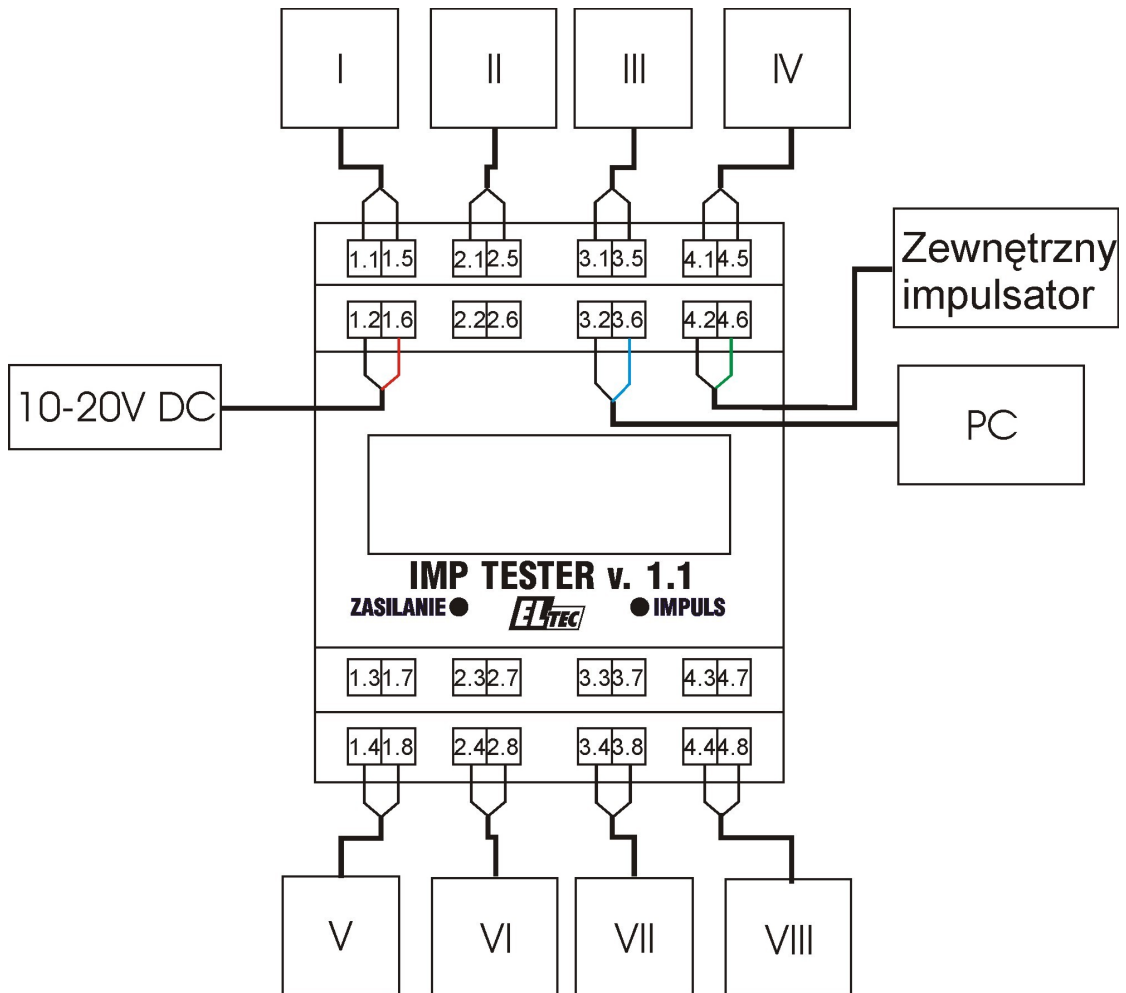 I II III IV
1.1 1.5 2.1 2.5 3.1 3.5 4.1 4.5
Zewnętrzny
impulsator
1.2 1.6 2.2 2.6 3.2 3.6 4.2 4.6
10-20V DC
PC
IMP TESTER v. 1.1
ZASILANIE ELTEC IMPULS
1.3 1.7 2.3 2.7 3.3 3.7 4.3 4.7
1.4 1.8 2.4 2.8 3.4 3.8 4.4 4.8
V VI VII VIII